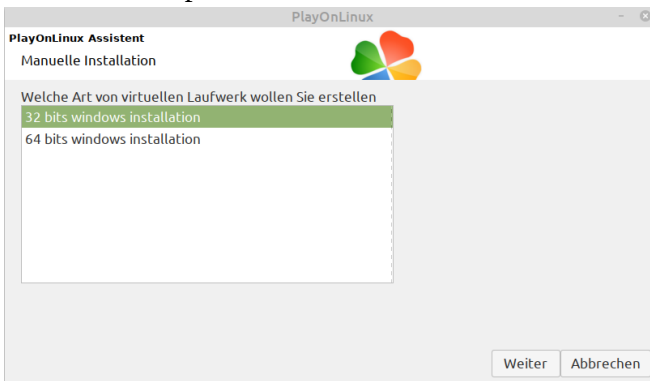 PlayOnLinux
PlayOnLinux Assistent
Manuelle Installation
Welche Art von virtuellen Laufwerk wollen Sie erstellen
32 bits windows installation
64 bits windows installation
Weiter Abbrechen